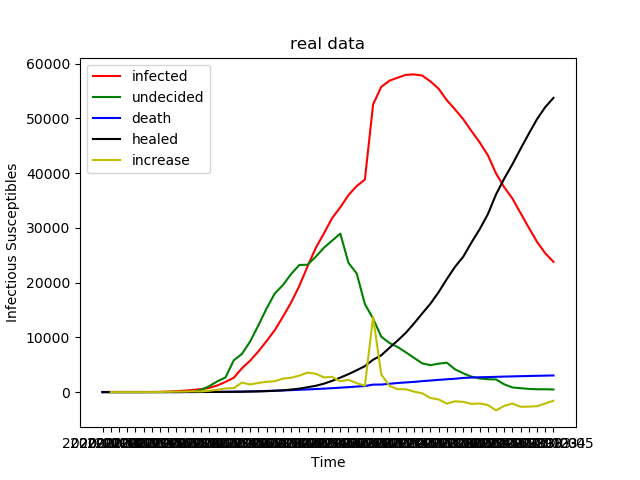 real data
60000
50000
40000
30000
20000
10000
0
Infectious Susceptibles
infected
undecided
death
healed
increase
Time